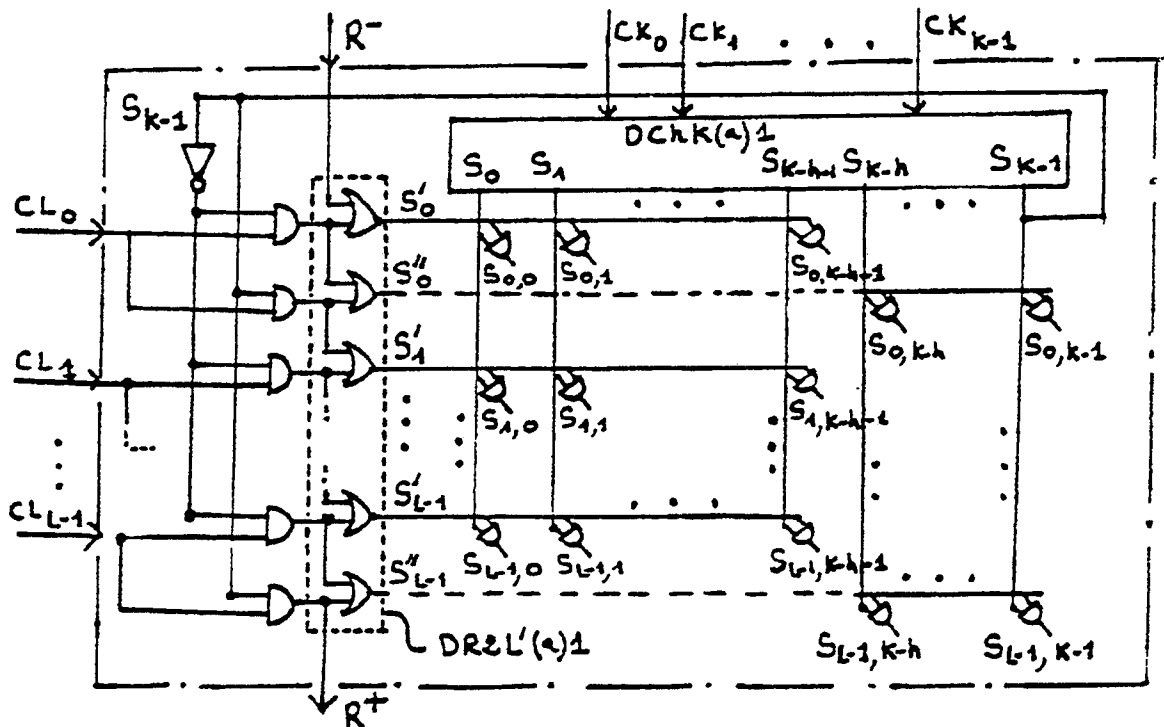 R⁻ CK₀ CK₁ . . . CK_{K-1}
S_{K-1}
DChK(a)1
S₀ S₁ S_{K-h-1} S_{K-h} S_{K-1}
. . . . . .
CL₀ S'₀
S₀,₀ S₀,₁ S₀,_{K-h-1}
S''₀
S₀,_{K-h} S₀,_{K-1}
CL₁ S'₁
S₁,₀ S₁,₁ S₁,_{K-h-1}
CL_{L-1} S'_{L-1} . . .
S_{L-1,0} S_{L-1,1} S_{L-1,K-h-1}
S''_{L-1} . . .
DR2L'(a)1
S_{L-1,K-h} S_{L-1,K-1}
R⁺